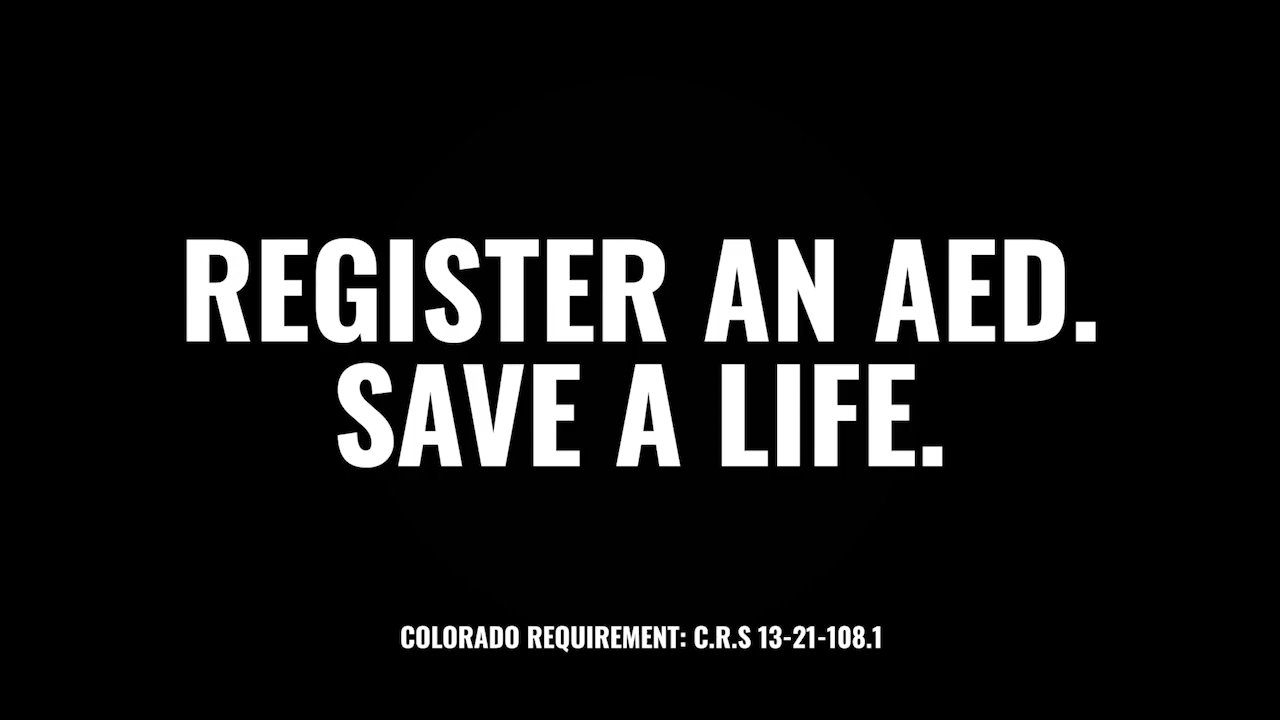 REGISTER AN AED.
SAVE A LIFE.
COLORADO REQUIREMENT: C.R.S 13-21-108.1